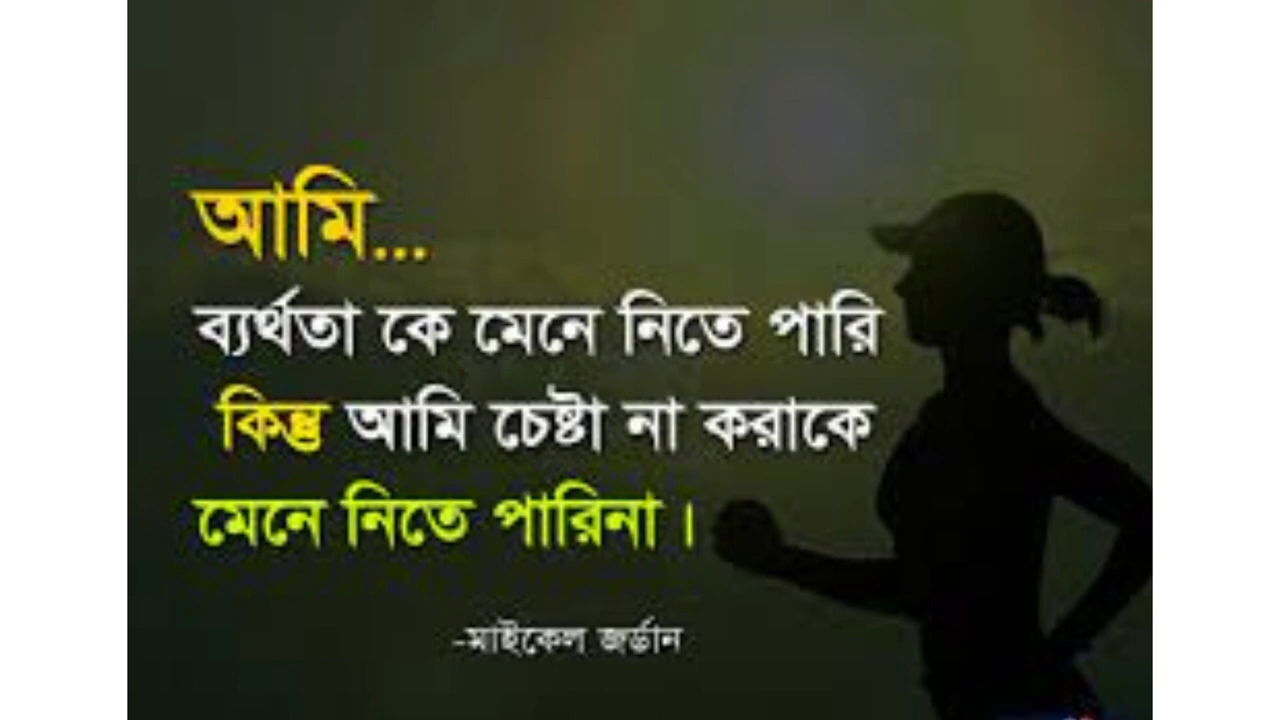 আমি...
ব্যর্থতা কে মেনে নিতে পারি
কিন্তু আমি চেষ্টা না করাকে
মেনে নিতে পারিনা।
-মাইকেল জর্ডান